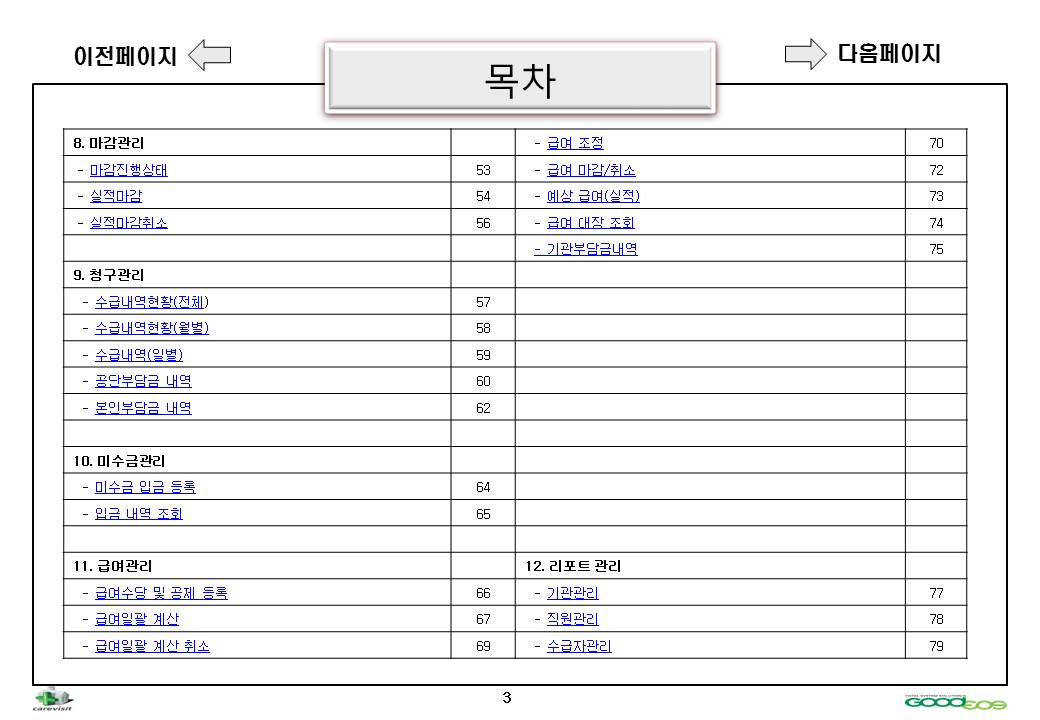 이전페이지
목차
다음페이지
8. 마감관리
- 마감진행상태 53
- 실적마감 54
- 실적마감취소 56
9. 청구관리
- 수급내역현황(전체) 57
- 수급내역현황(월별) 58
- 수급내역(일별) 59
- 공단부담금 내역 60
- 본인부담금 내역 62
10. 미수금관리
- 미수금 입금 등록 64
- 입금 내역 조회 65
11. 급여관리
- 급여수당 및 공제 등록 66
- 급여일괄 계산 67
- 급여일괄 계산 취소 69
- 급여 조정 70
- 급여 마감/취소 72
- 예상 급여(실적) 73
- 급여 대장 조회 74
- 기관부담금내역 75
12. 리포트 관리
- 기관관리 77
- 직원관리 78
- 수급자관리 79
carevisit
3
TOTAL SYSTEM SOLUTION
GOODEOS